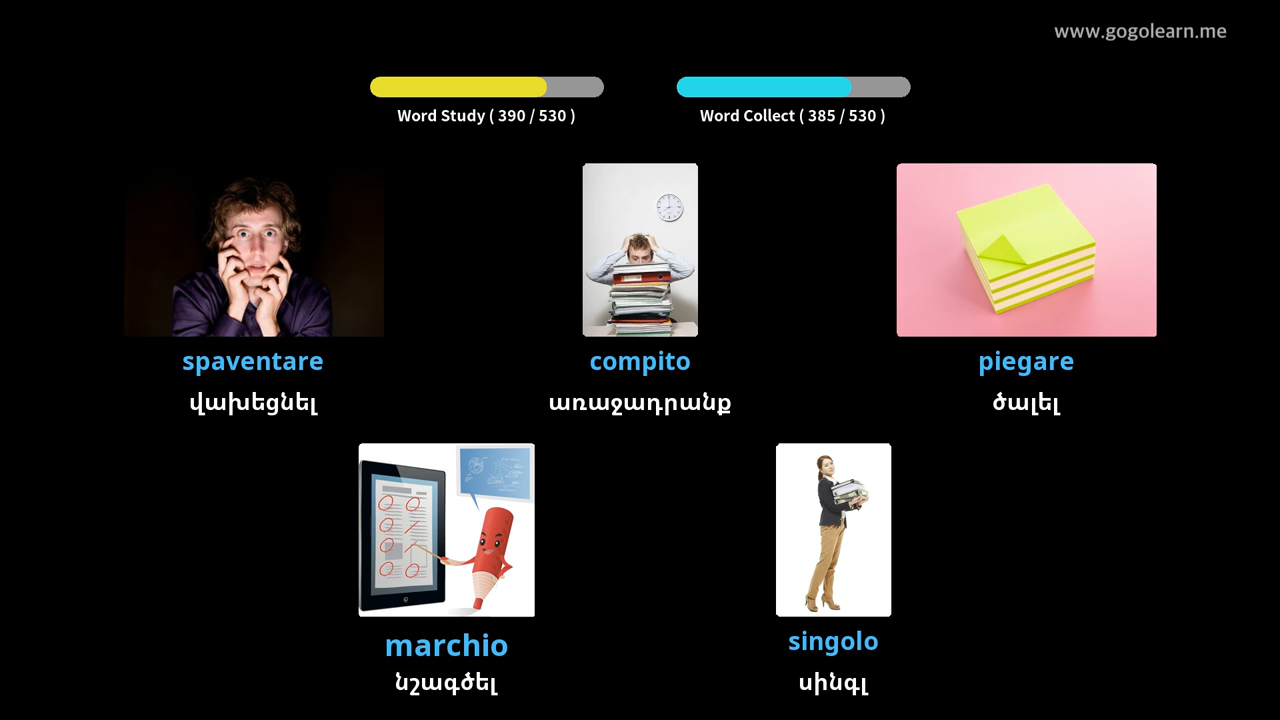 www.gogolearn.me
Word Study ( 390 / 530 )
Word Collect ( 385 / 530 )
spaventare
վախեցնել
compito
առաջադրանք
piegare
ծալել
marchio
նշագծել
singolo
սինգլ